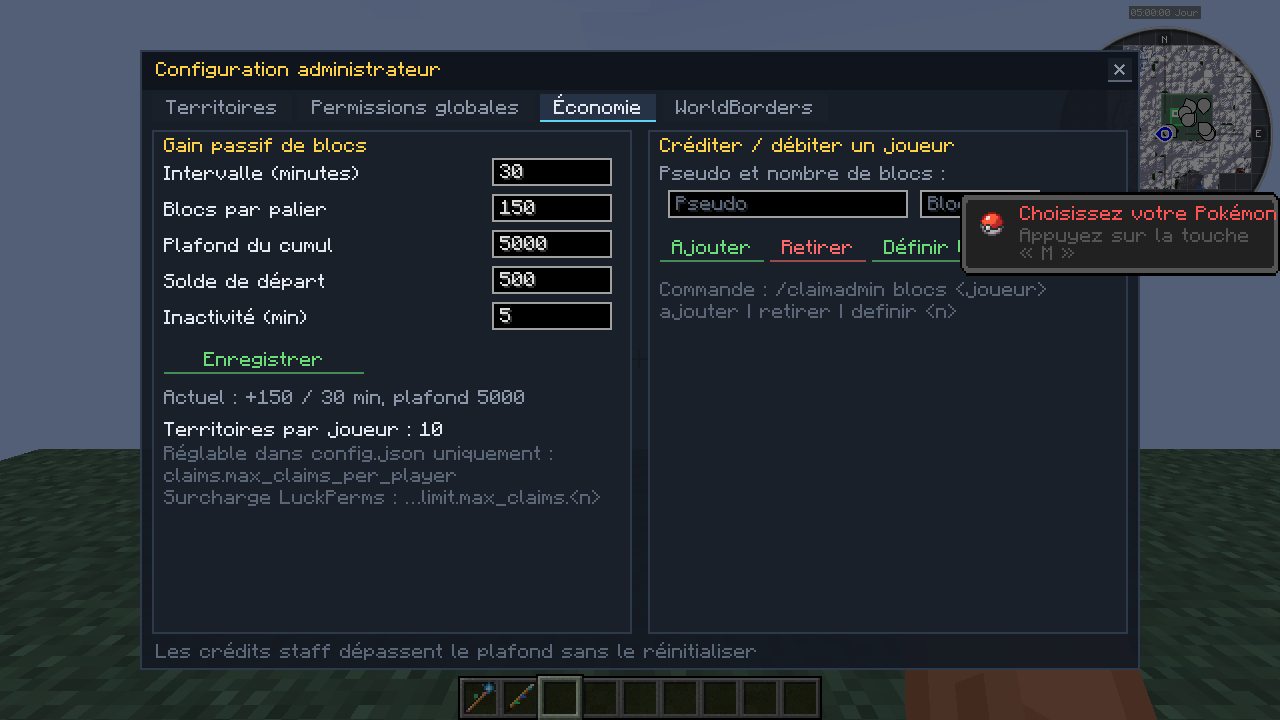 05:00:00 Jour
N
Configuration administrateur
Territoires
Permissions globales
Économie
WorldBorders
E
Gain passif de blocs
Intervalle (minutes)
30
Blocs par palier
150
Plafond du cumul
5000
Solde de départ
500
Inactivité (min)
5
Enregistrer
Actuel : +150 / 30 min, plafond 5000
Territoires par joueur : 10
Réglable dans config.json uniquement :
claims.max_claims_per_player
Surcharge LuckPerms : ...limit.max_claims.<n>
Créditer / débiter un joueur
Pseudo et nombre de blocs :
Pseudo
Ajouter
Retirer
Définir
Commande : /claimadmin blocs <joueur>
ajouter | retirer | definir <n>
Choisissez votre Pokémon
Appuyez sur la touche
« M »
Les crédits staff dépassent le plafond sans le réinitialiser